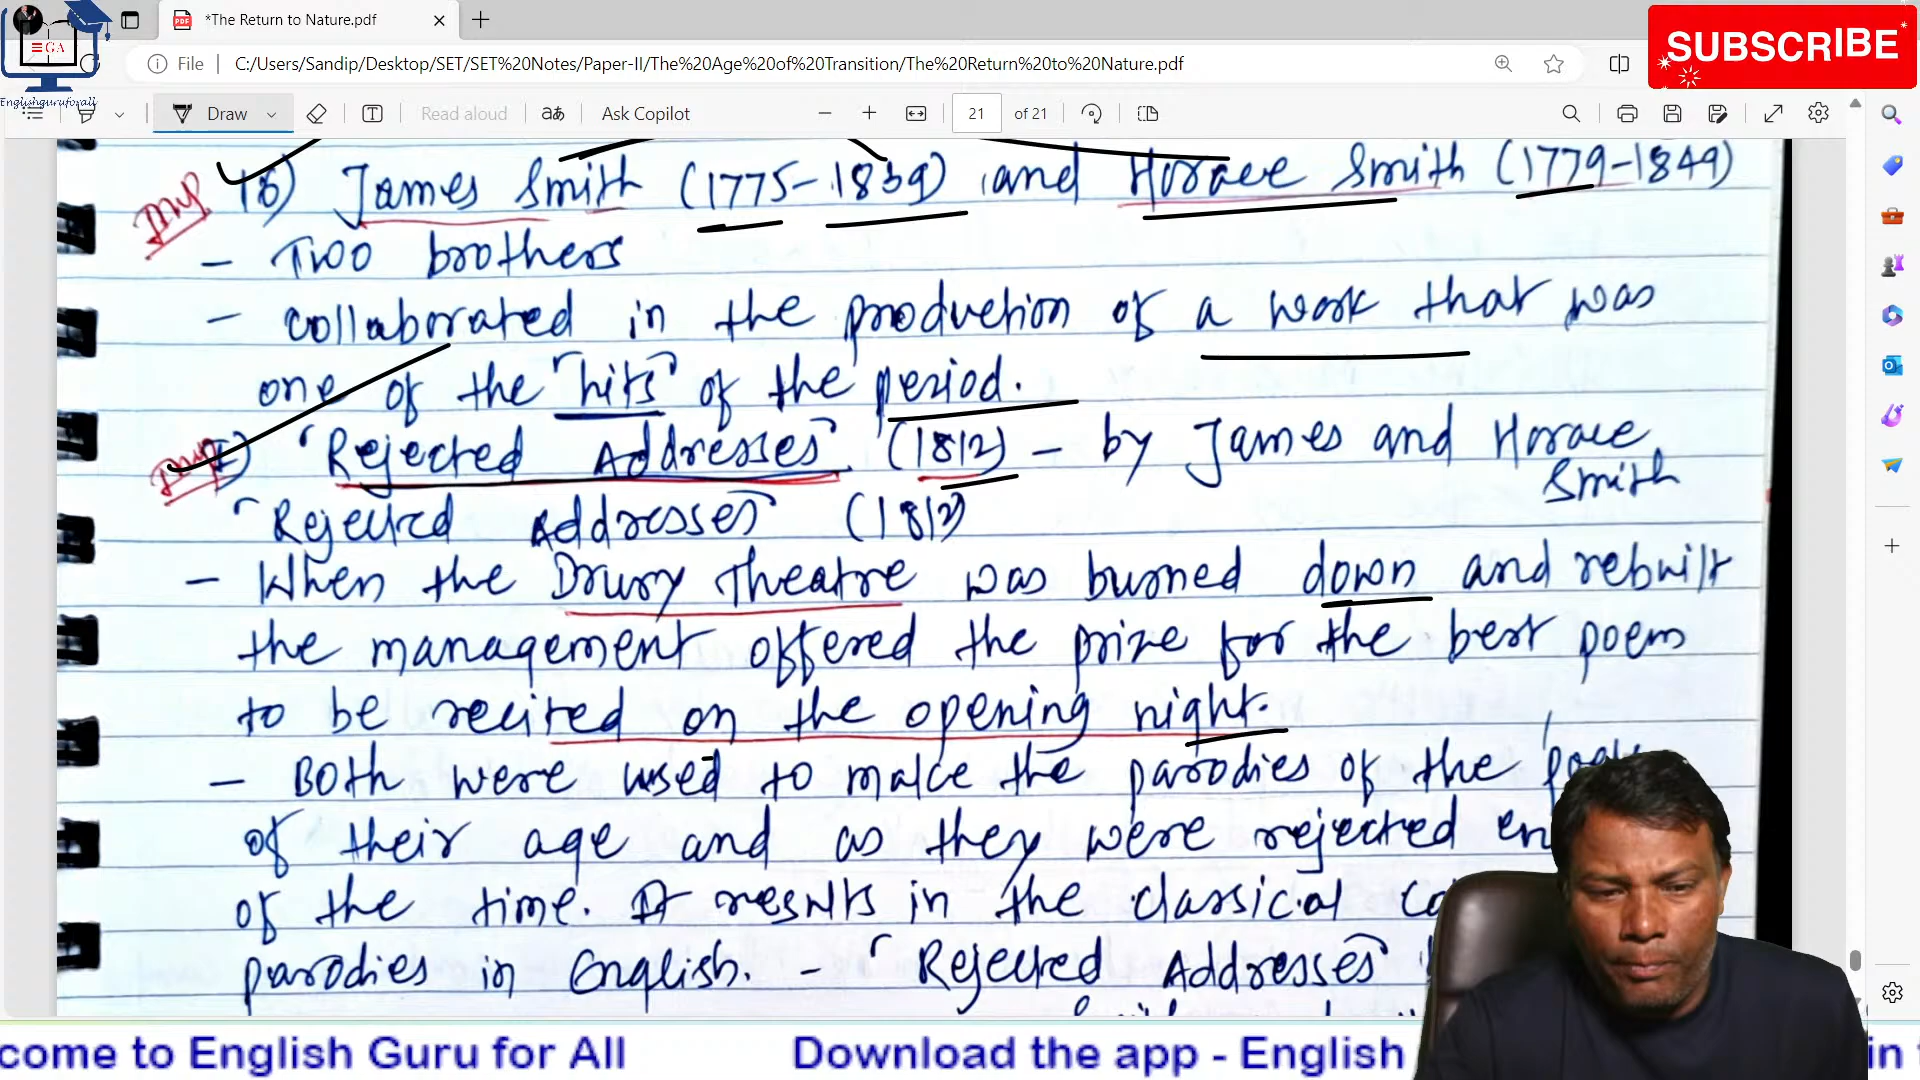 *The Return to Nature.pdf
SUBSCRIBE
GA
Englishguruforall
File C:/Users/Sandip/Desktop/SET/SET%20Notes/Paper-II/The%20Age%20of%20Transition/The%20Return%20to%20Nature.pdf
Draw Read aloud Ask Copilot 21 of 21
Imp 16) James Smith (1775-1839) and Horace Smith (1779-1849)
- Two brothers
- collaborated in the production of a work that was
one of the "hits" of the period.
Imp I) 'Rejected Addresses' (1812) - by James and Horace
Smith
'Rejected Addresses' (1812)
- When the Drury Theatre was burned down and rebuilt
the management offered the prize for the best poem
to be recited on the opening night.
- Both were used to make the parodies of the
of their age and as they were rejected
of the time. It results in the classical
parodies in English. - 'Rejected Addresses'
come to English Guru for All Download the app - English in